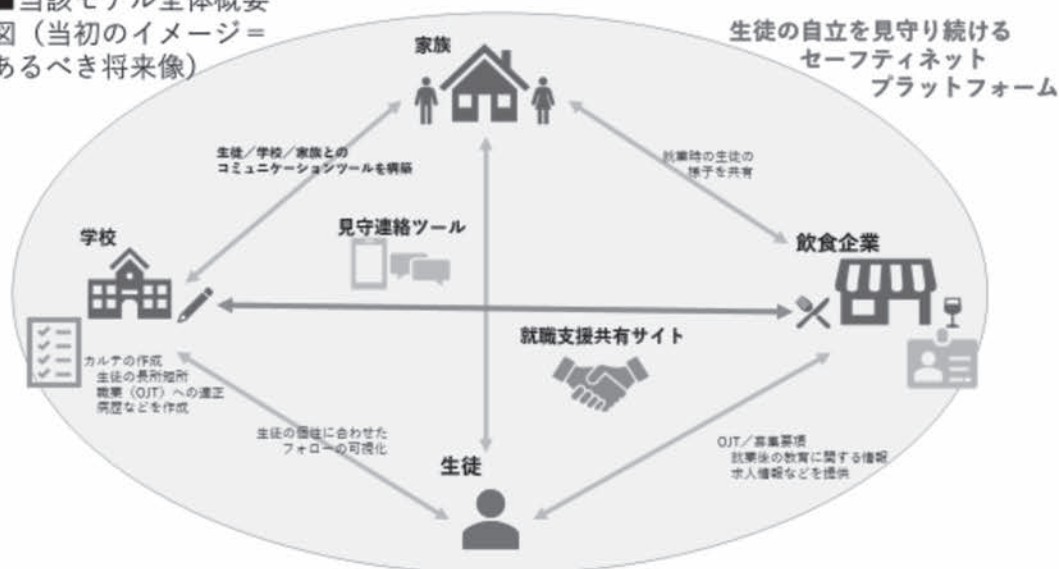 ■当該モデル全体概要
図（当初のイメージ＝
あるべき将来像）
生徒の自立を見守り続ける
セーフティネット
プラットフォーム
家族
生徒／学校／家族との
コミュニケーションツールを構築
就業時の生徒の
様子を共有
見守連絡ツール
学校
飲食企業
就職支援共有サイト
カルテの作成
生徒の長所短所
職業（OJT）への適正
病歴などを作成
生徒の個性に合わせた
フォローの可視化
OJT／募集要項
就業後の教育に関する情報
求人情報などを提供
生徒